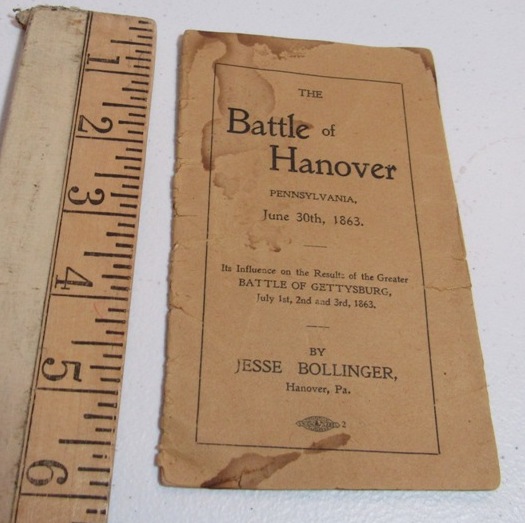 1
2
3
4
5
6
THE
Battle of
Hanover
PENNSYLVANIA,
June 30th, 1863.
Its Influence on the Results of the Greater
BATTLE OF GETTYSBURG,
July 1st, 2nd and 3rd, 1863.
BY
JESSE BOLLINGER,
Hanover, Pa.
2